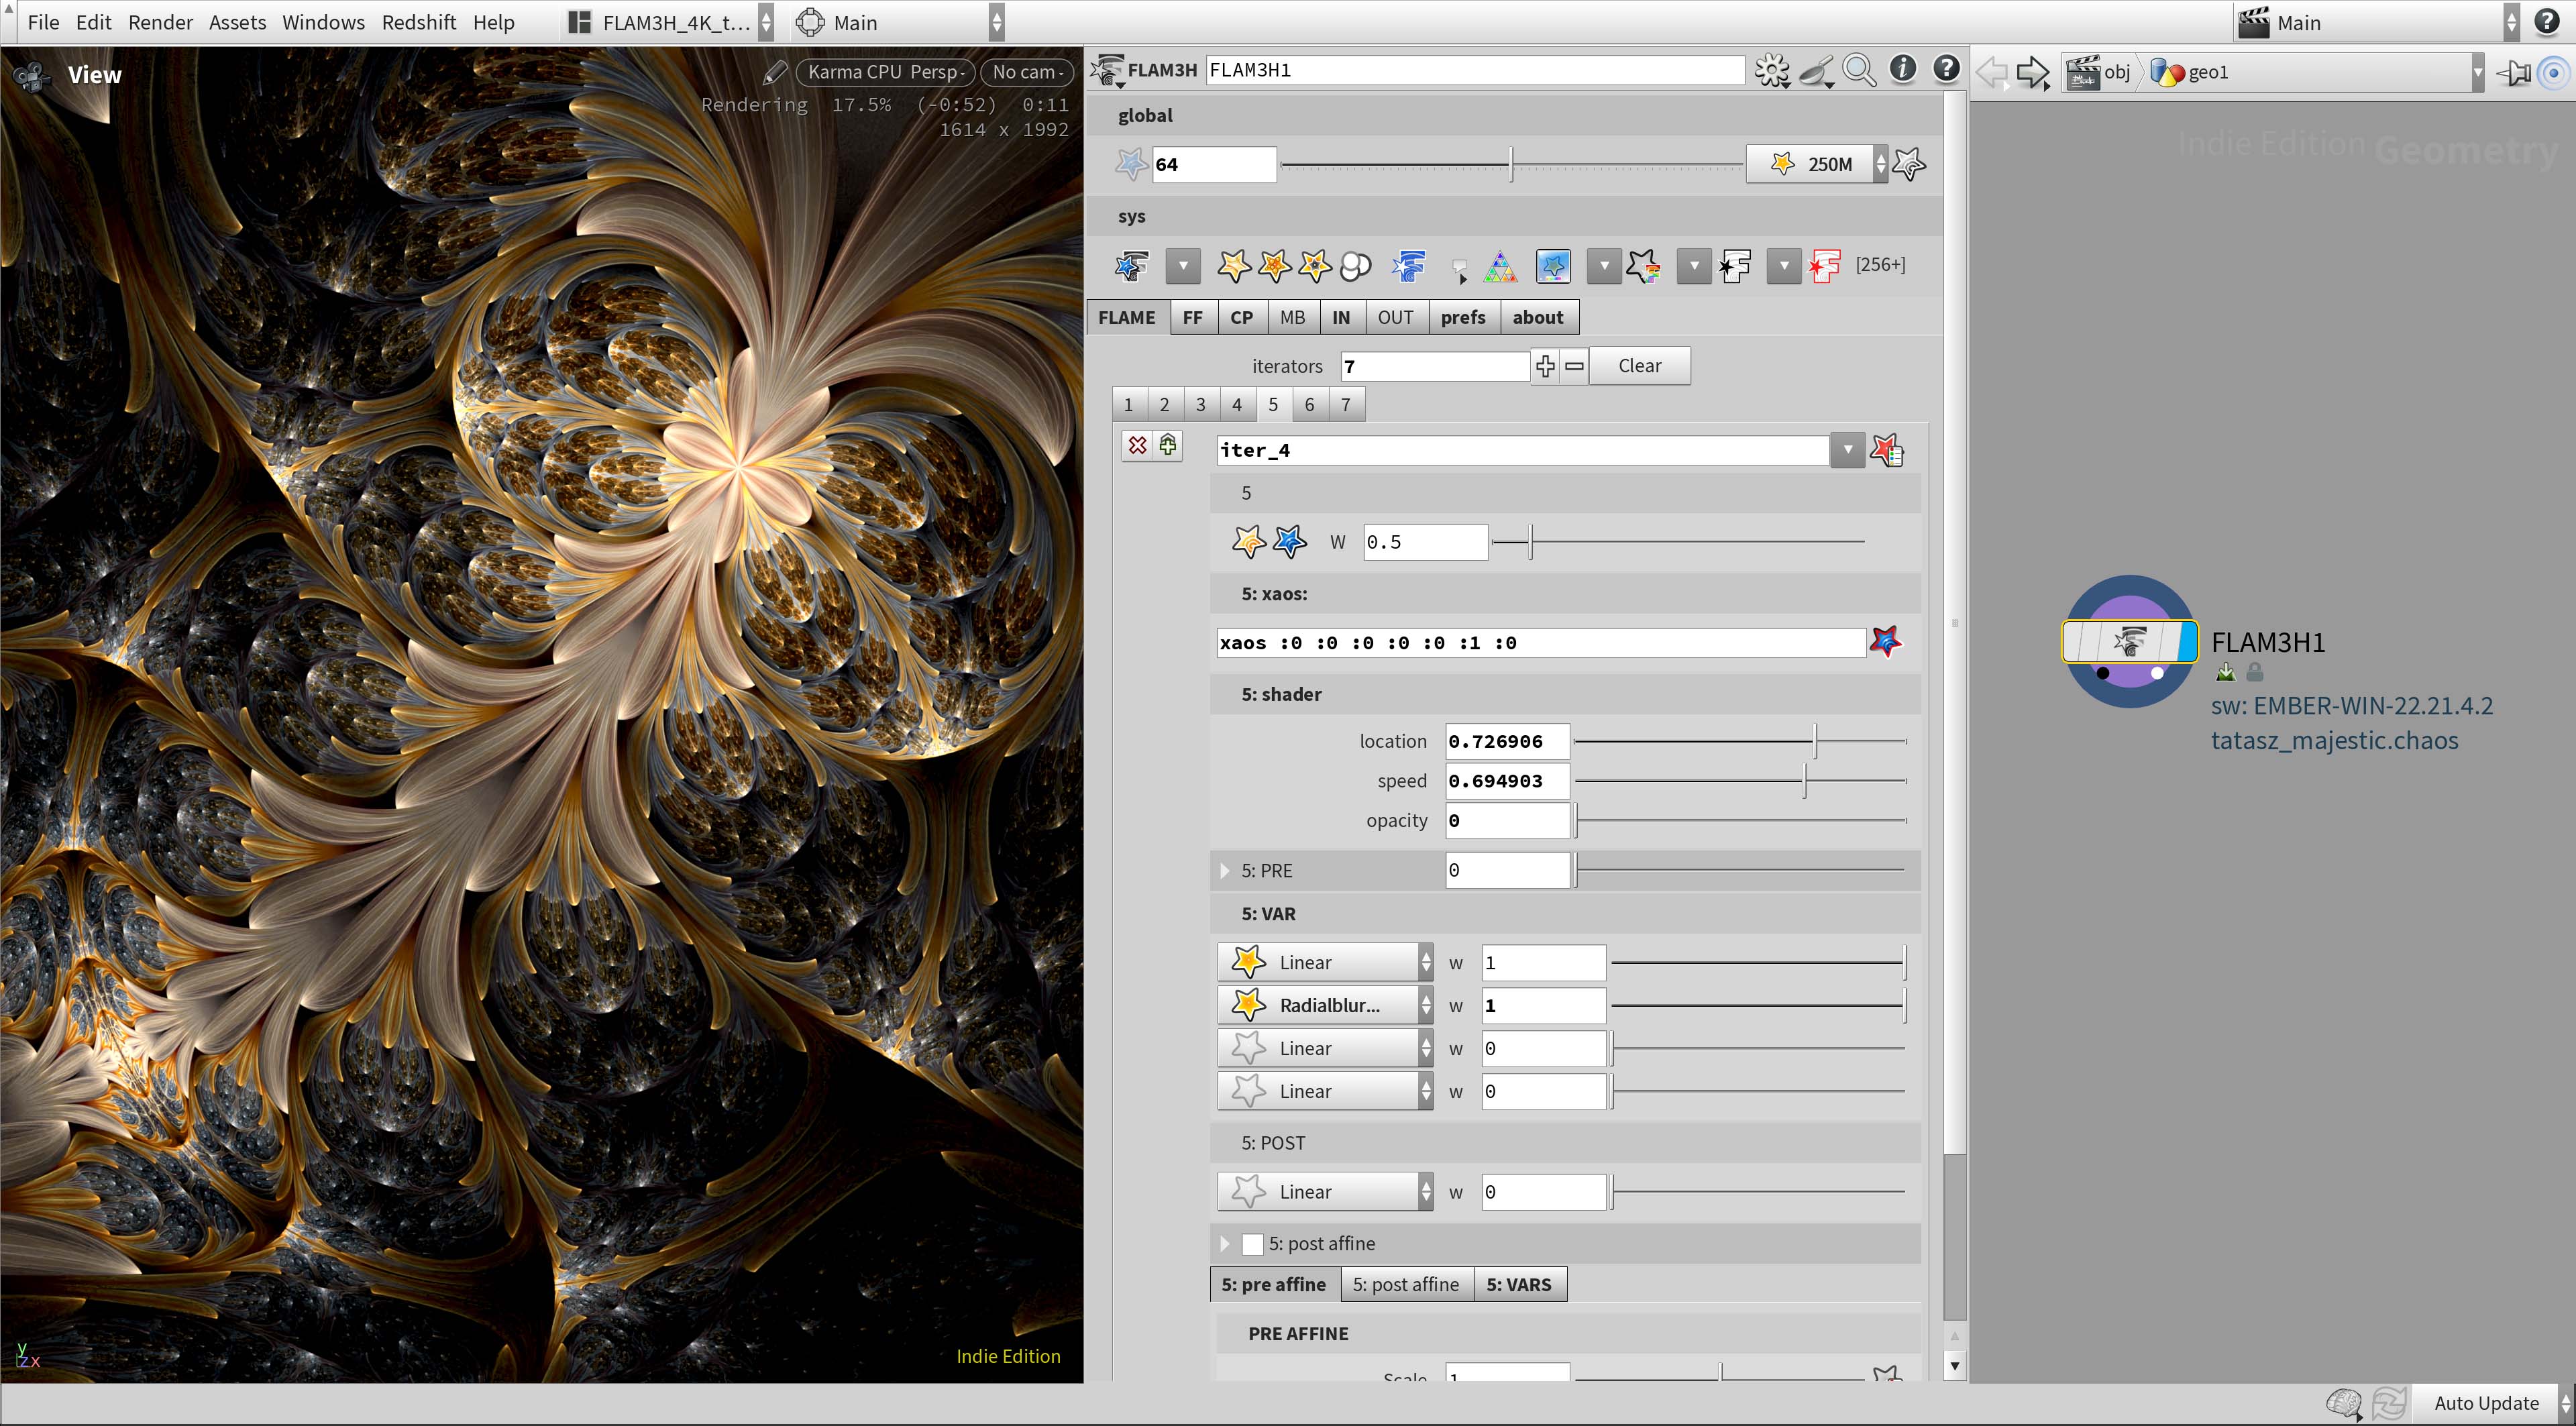 File Edit Render Assets Windows Redshift Help FLAM3H_4K_t... Main Main
View Karma CPU Persp No cam
Rendering 17.5% (-0:52) 0:11
1614 x 1992
Indie Edition
y
z x
FLAM3H FLAM3H1
global
64 250M
sys
[256+]
FLAME FF CP MB IN OUT prefs about
iterators 7 Clear
1 2 3 4 5 6 7
iter_4
5
W 0.5
5: xaos:
xaos :0 :0 :0 :0 :0 :1 :0
5: shader
location 0.726906
speed 0.694903
opacity 0
5: PRE 0
5: VAR
Linear w 1
Radialblur... w 1
Linear w 0
Linear w 0
5: POST
Linear w 0
5: post affine
5: pre affine 5: post affine 5: VARS
PRE AFFINE
Scale 1
obj geo1
Indie Edition Geometry
FLAM3H1
sw: EMBER-WIN-22.21.4.2
tatasz_majestic.chaos
Auto Update